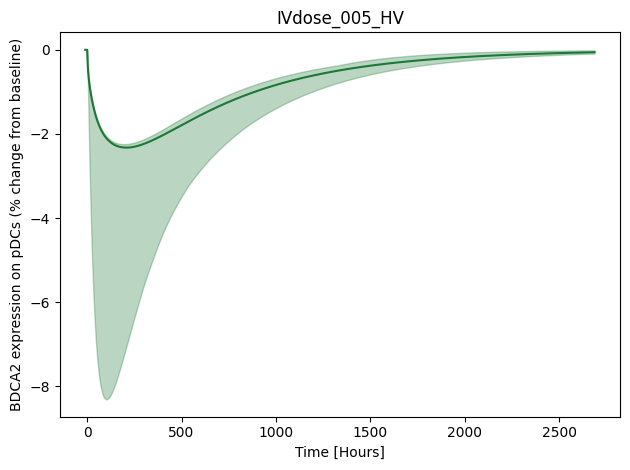 IVdose_005_HV
BDCA2 expression on pDCs (% change from baseline)
0
−2
−4
−6
−8
0 500 1000 1500 2000 2500
Time [Hours]